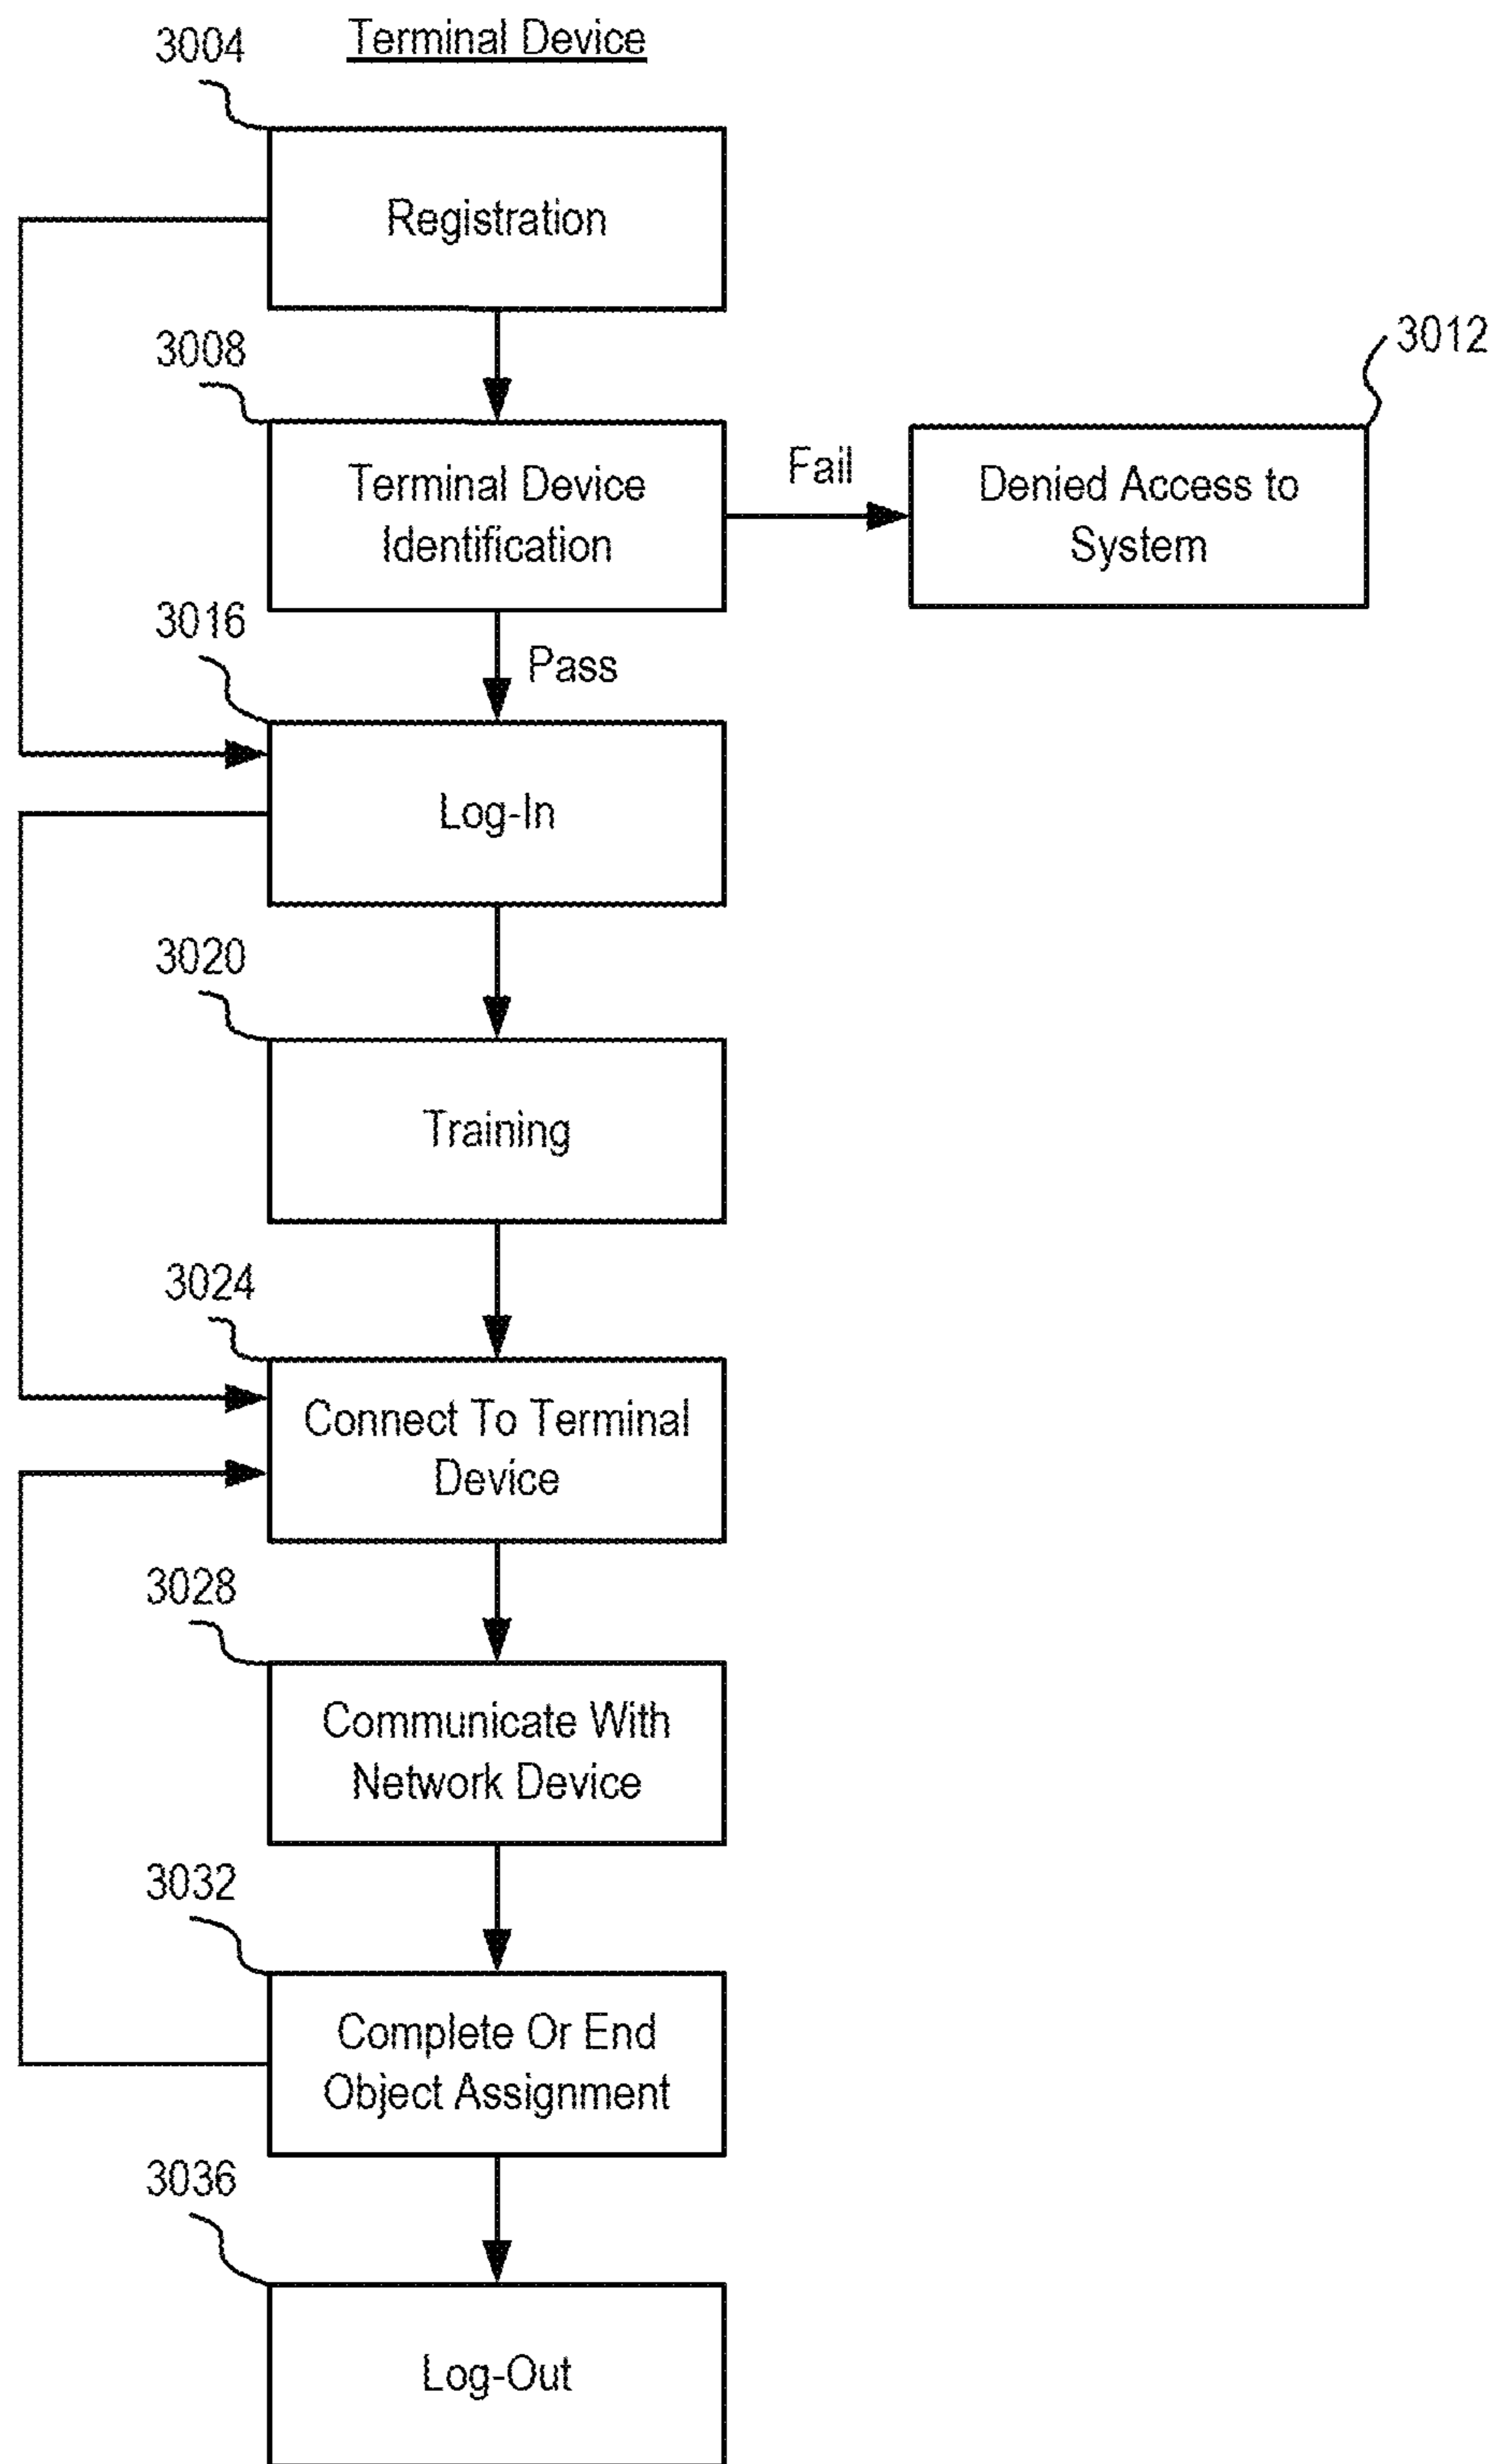 Terminal Device
3004
Registration
3008
Terminal Device
Identification
Fail
3012
Denied Access to
System
Pass
3016
Log-In
3020
Training
3024
Connect To Terminal
Device
3028
Communicate With
Network Device
3032
Complete Or End
Object Assignment
3036
Log-Out